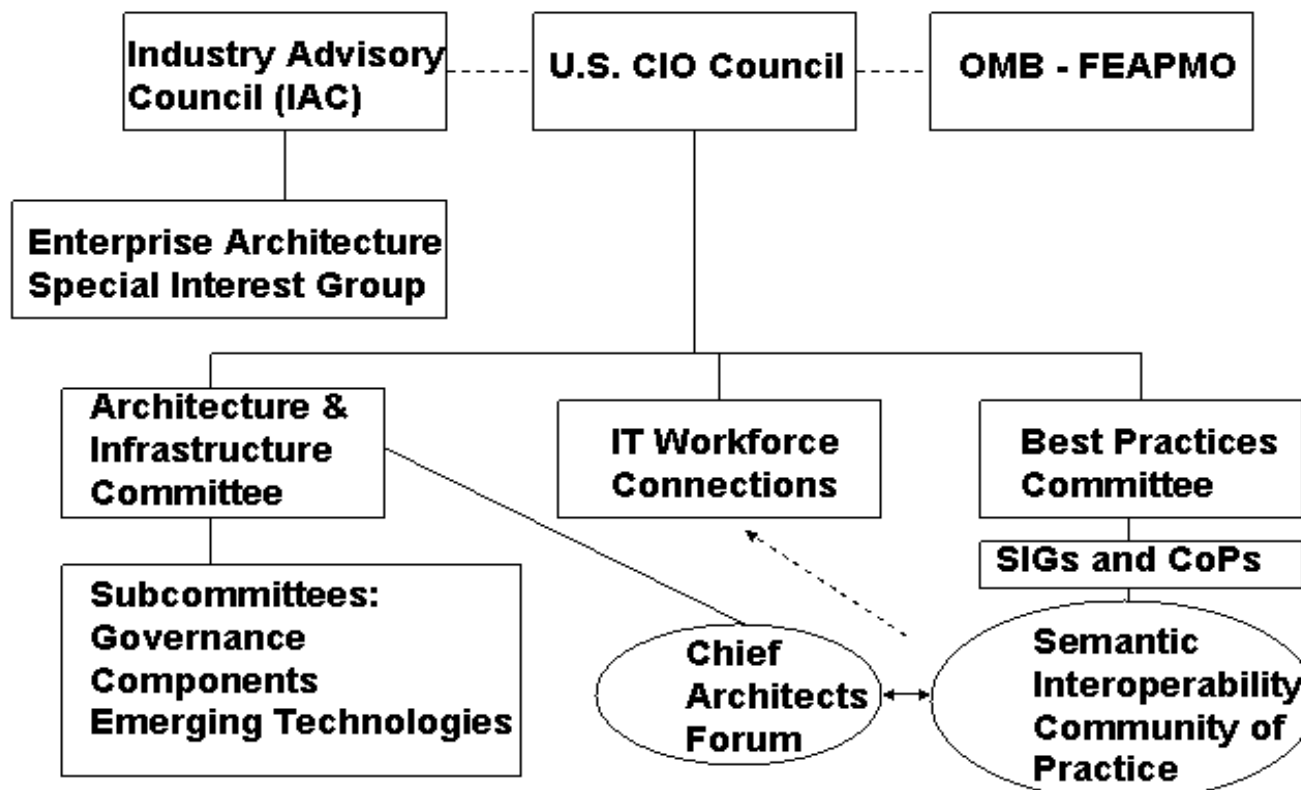 Industry Advisory
Council (IAC)
U.S. CIO Council
OMB - FEAPMO
Enterprise Architecture
Special Interest Group
Architecture &
Infrastructure
Committee
IT Workforce
Connections
Best Practices
Committee
SIGs and CoPs
Subcommittees:
Governance
Components
Emerging Technologies
Chief
Architects
Forum
Semantic
Interoperability
Community of
Practice